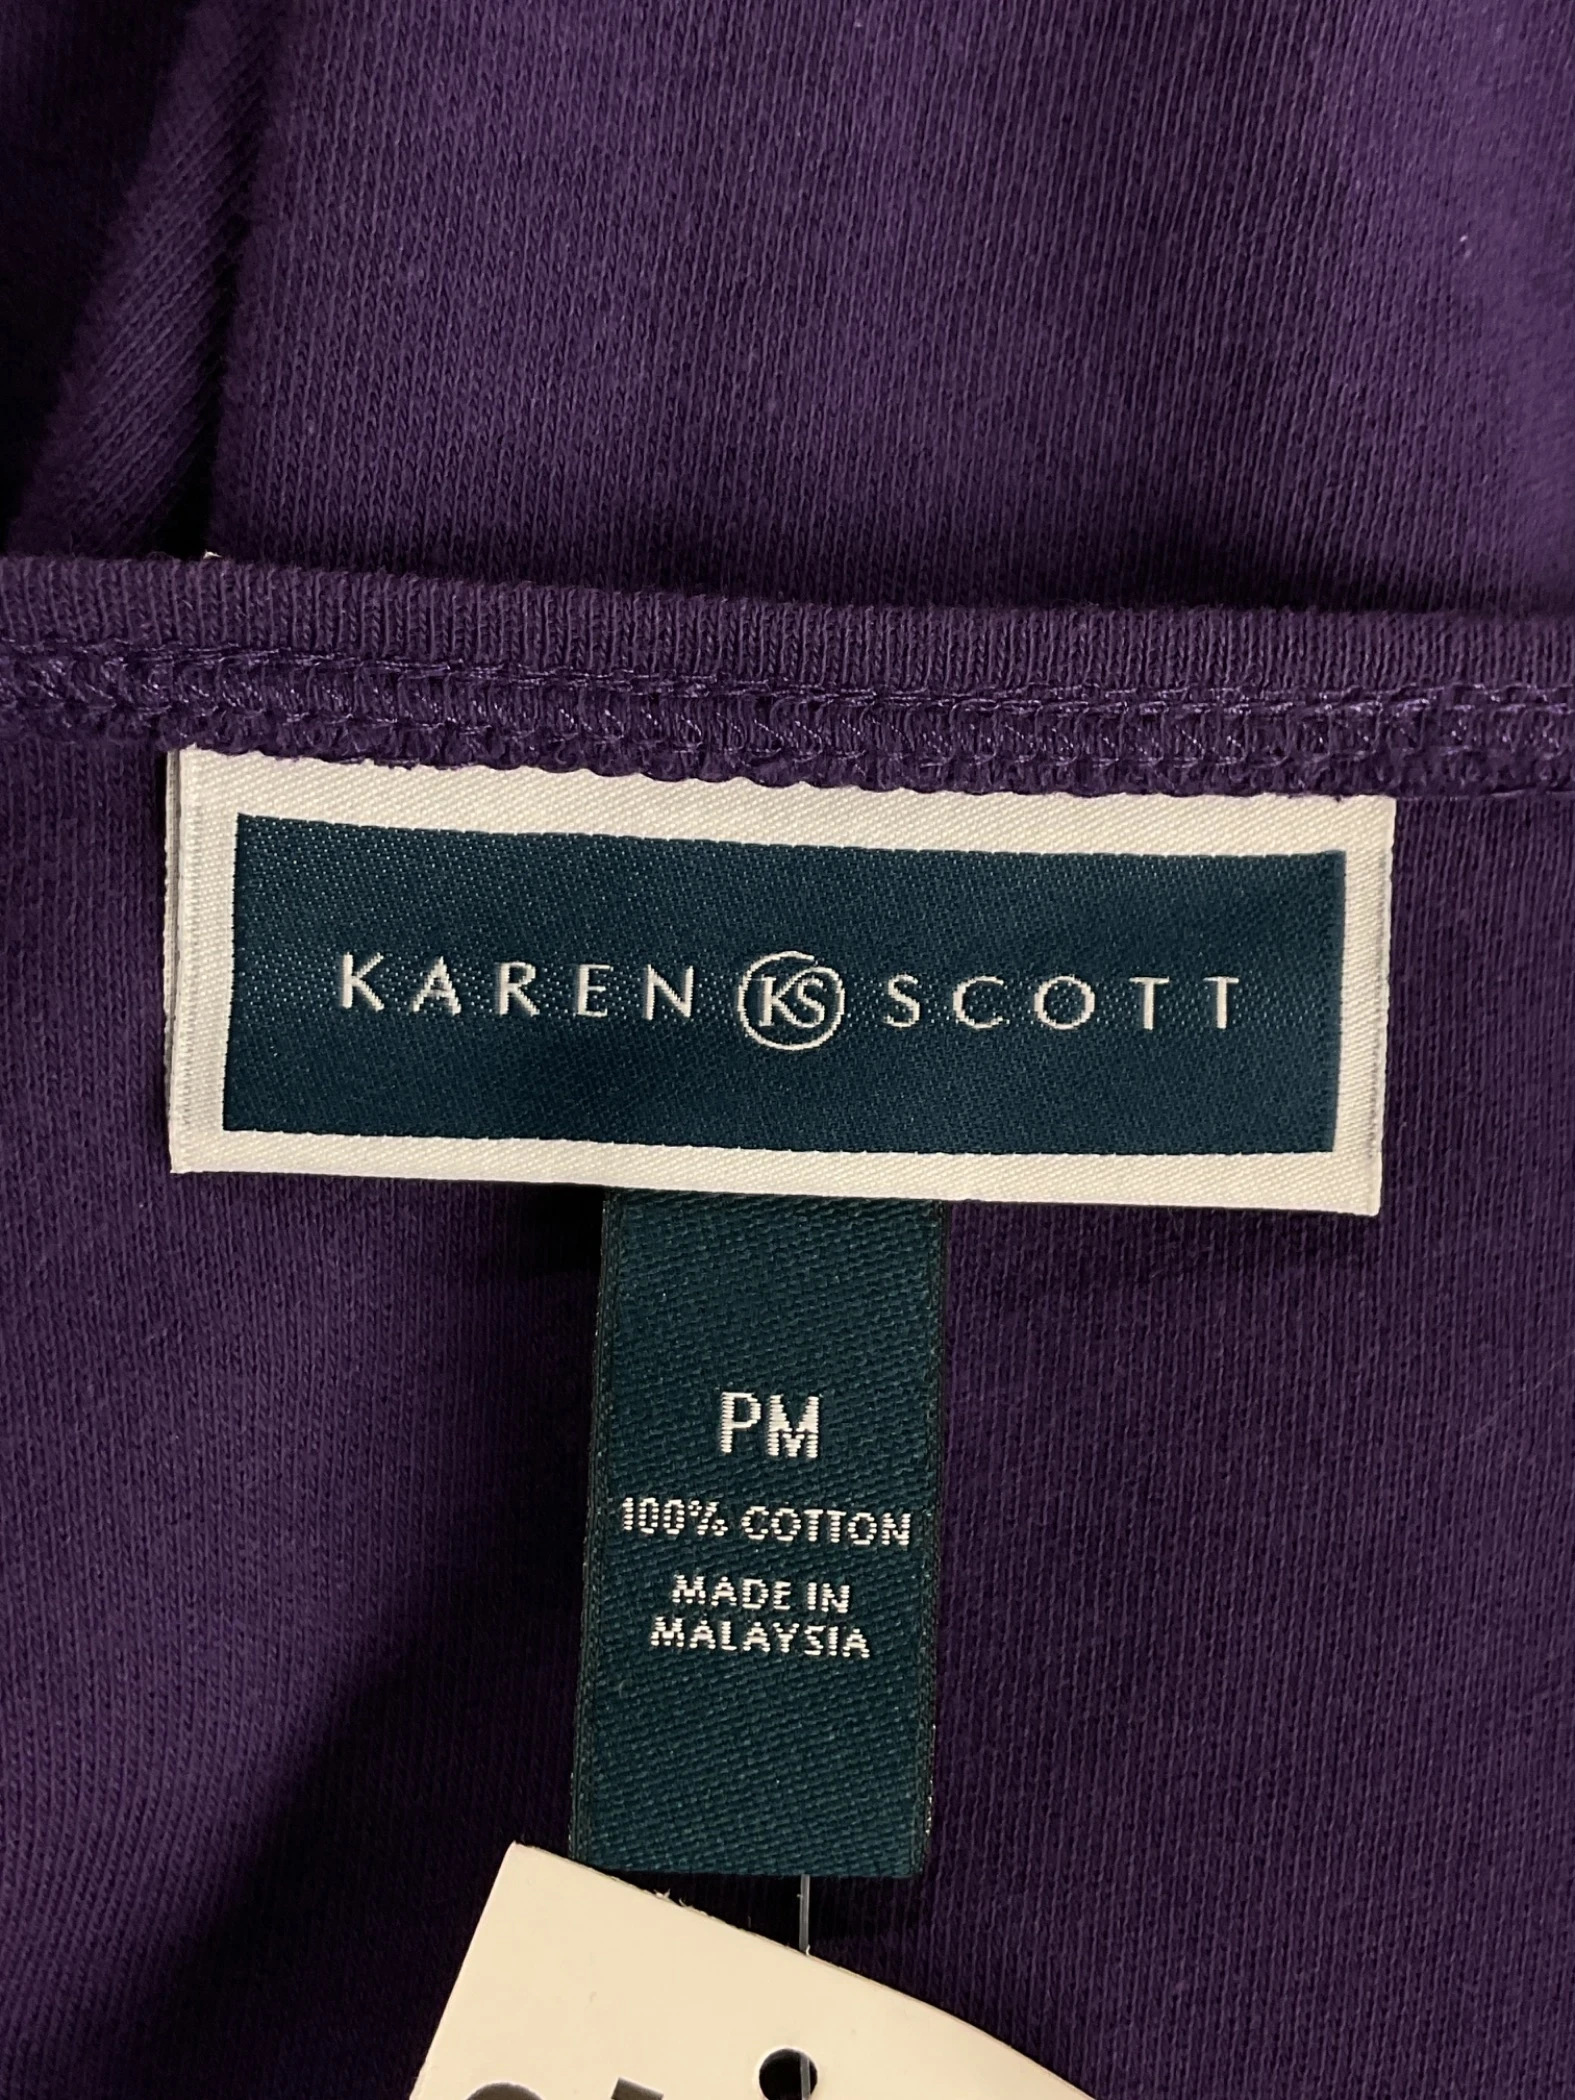 KAREN KS SCOTT
PM
100% COTTON
MADE IN
MALAYSIA